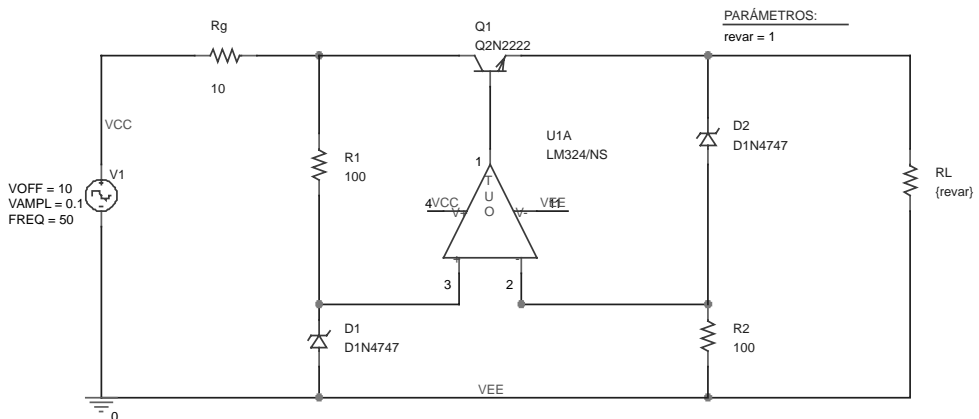 PARÁMETROS:
revar = 1
Rg
10
Q1
Q2N2222
VCC
V1
VOFF = 10
VAMPL = 0.1
FREQ = 50
R1
100
U1A
LM324/NS
1
OUT
4
VCC
V+
VEE
11
V-
+
-
3
2
D2
D1N4747
RL
{revar}
D1
D1N4747
R2
100
VEE
0